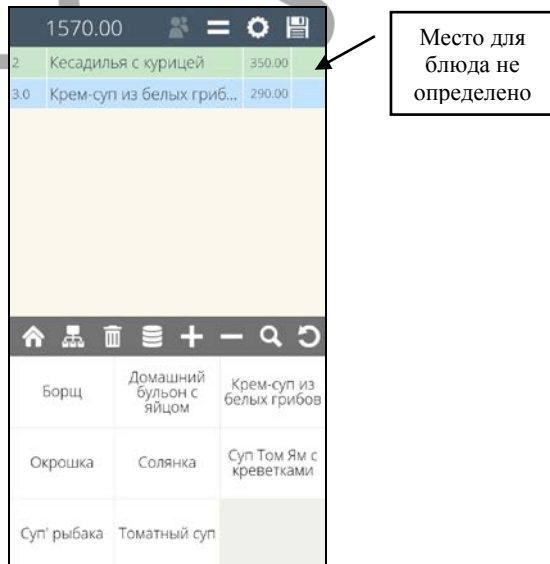 1570.00
2 Кесадилья с курицей 350.00
3.0 Крем-суп из белых гриб... 290.00
Место для
блюда не
определено
Борщ
Домашний
бульон с
яйцом
Крем-суп из
белых грибов
Окрошка
Солянка
Суп Том Ям с
креветками
Суп' рыбака
Томатный суп